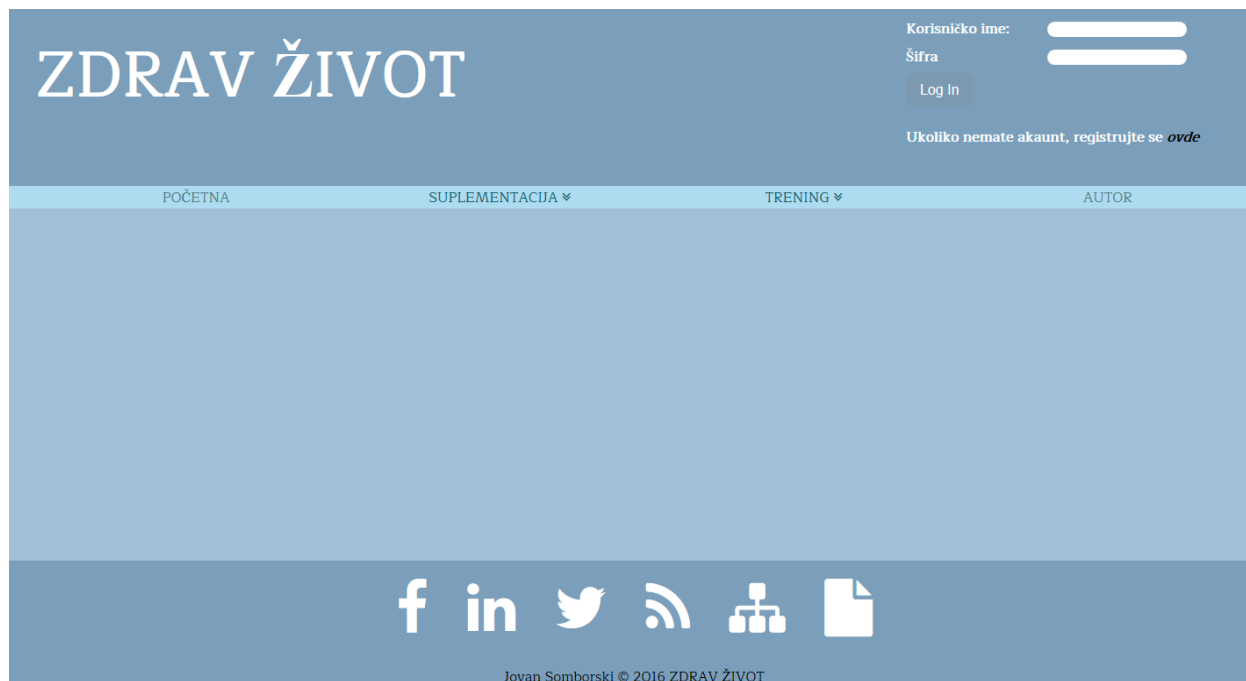 ZDRAV ŽIVOT
Korisničko ime:
Šifra
Log In
Ukoliko nemate akaunt, registrujte se ovde
POČETNA SUPLEMENTACIJA TRENING AUTOR
Jovan Somborski © 2016 ZDRAV ŽIVOT